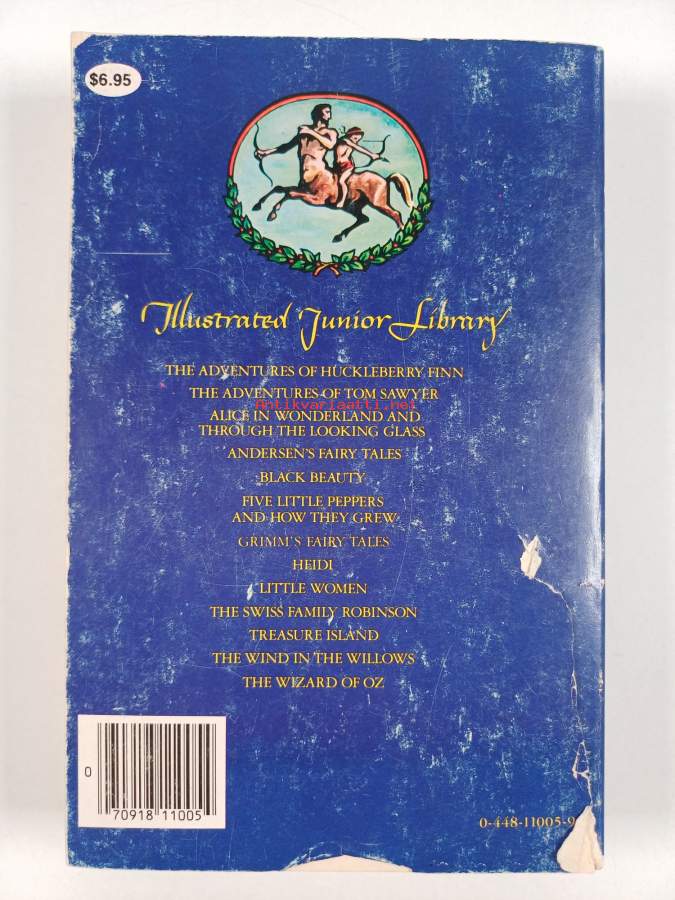 $6.95
Illustrated Junior Library
THE ADVENTURES OF HUCKLEBERRY FINN
THE ADVENTURES OF TOM SAWYER
Antikvariaatti.net
ALICE IN WONDERLAND AND
THROUGH THE LOOKING GLASS
ANDERSEN'S FAIRY TALES
BLACK BEAUTY
FIVE LITTLE PEPPERS
AND HOW THEY GREW
GRIMM'S FAIRY TALES
HEIDI
LITTLE WOMEN
THE SWISS FAMILY ROBINSON
TREASURE ISLAND
THE WIND IN THE WILLOWS
THE WIZARD OF OZ
0
70918 11005
0-448-11005-9